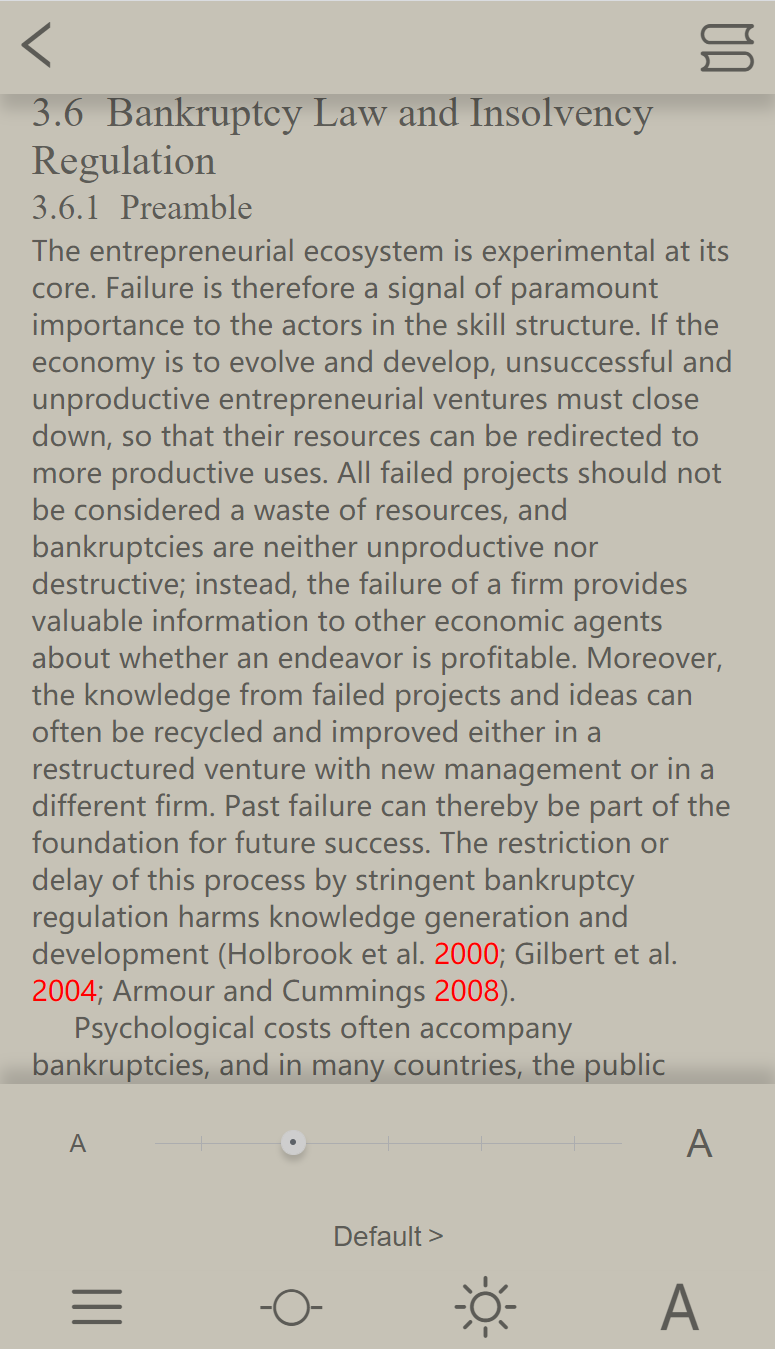 3.6 Bankruptcy Law and Insolvency
Regulation
3.6.1 Preamble
The entrepreneurial ecosystem is experimental at its
core. Failure is therefore a signal of paramount
importance to the actors in the skill structure. If the
economy is to evolve and develop, unsuccessful and
unproductive entrepreneurial ventures must close
down, so that their resources can be redirected to
more productive uses. All failed projects should not
be considered a waste of resources, and
bankruptcies are neither unproductive nor
destructive; instead, the failure of a firm provides
valuable information to other economic agents
about whether an endeavor is profitable. Moreover,
the knowledge from failed projects and ideas can
often be recycled and improved either in a
restructured venture with new management or in a
different firm. Past failure can thereby be part of the
foundation for future success. The restriction or
delay of this process by stringent bankruptcy
regulation harms knowledge generation and
development (Holbrook et al. 2000; Gilbert et al.
2004; Armour and Cummings 2008).
Psychological costs often accompany
bankruptcies, and in many countries, the public
A A
Default >
A